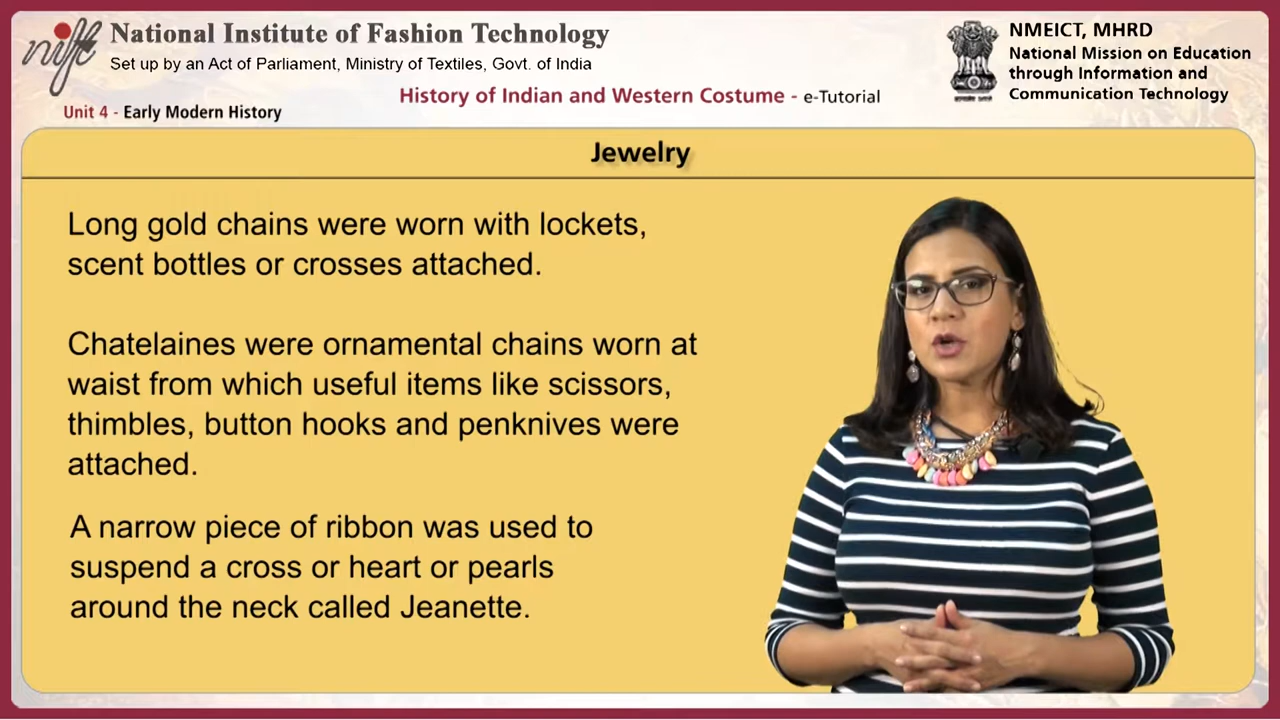 nift
National Institute of Fashion Technology
Set up by an Act of Parliament, Ministry of Textiles, Govt. of India
NMEICT, MHRD
National Mission on Education
through Information and
Communication Technology
History of Indian and Western Costume - e-Tutorial
Unit 4 - Early Modern History
Jewelry
Long gold chains were worn with lockets,
scent bottles or crosses attached.
Chatelaines were ornamental chains worn at
waist from which useful items like scissors,
thimbles, button hooks and penknives were
attached.
A narrow piece of ribbon was used to
suspend a cross or heart or pearls
around the neck called Jeanette.